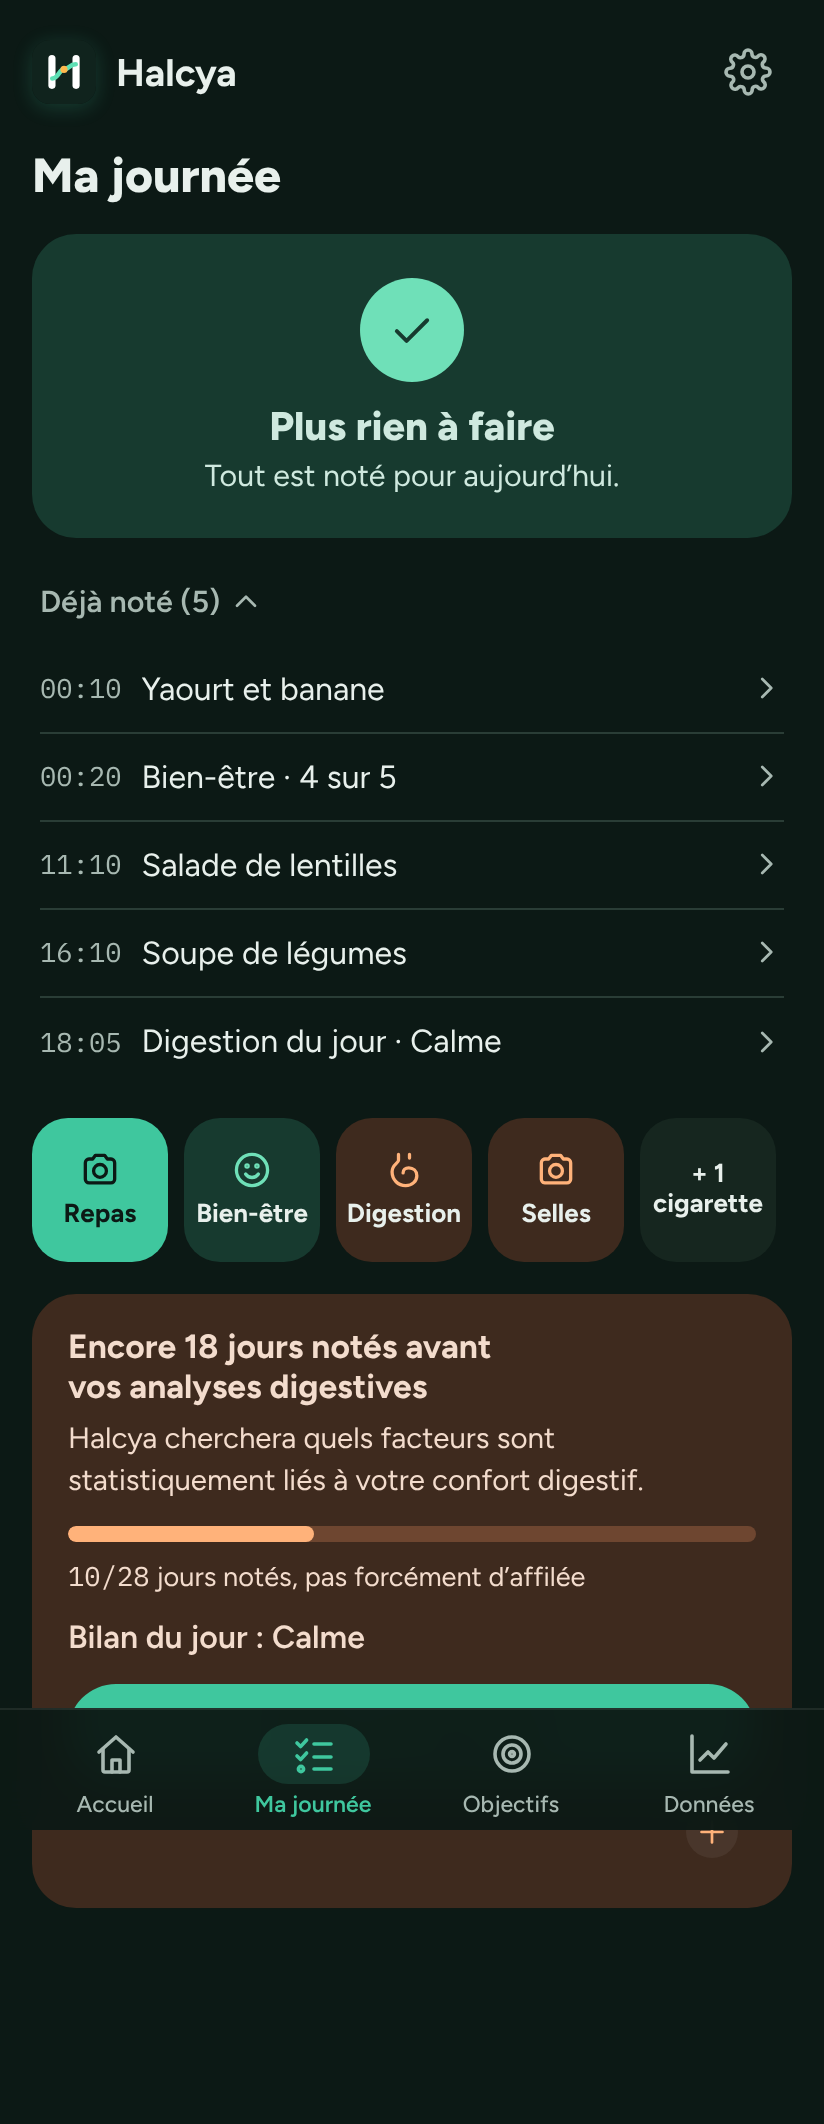 Halcya
Ma journée
Plus rien à faire
Tout est noté pour aujourd’hui.
Déjà noté (5)
00:10 Yaourt et banane
00:20 Bien-être · 4 sur 5
11:10 Salade de lentilles
16:10 Soupe de légumes
18:05 Digestion du jour · Calme
Repas
Bien-être
Digestion
Selles
+ 1
cigarette
Encore 18 jours notés avant
vos analyses digestives
Halcya cherchera quels facteurs sont
statistiquement liés à votre confort digestif.
10/28 jours notés, pas forcément d’affilée
Bilan du jour : Calme
Accueil
Ma journée
Objectifs
Données